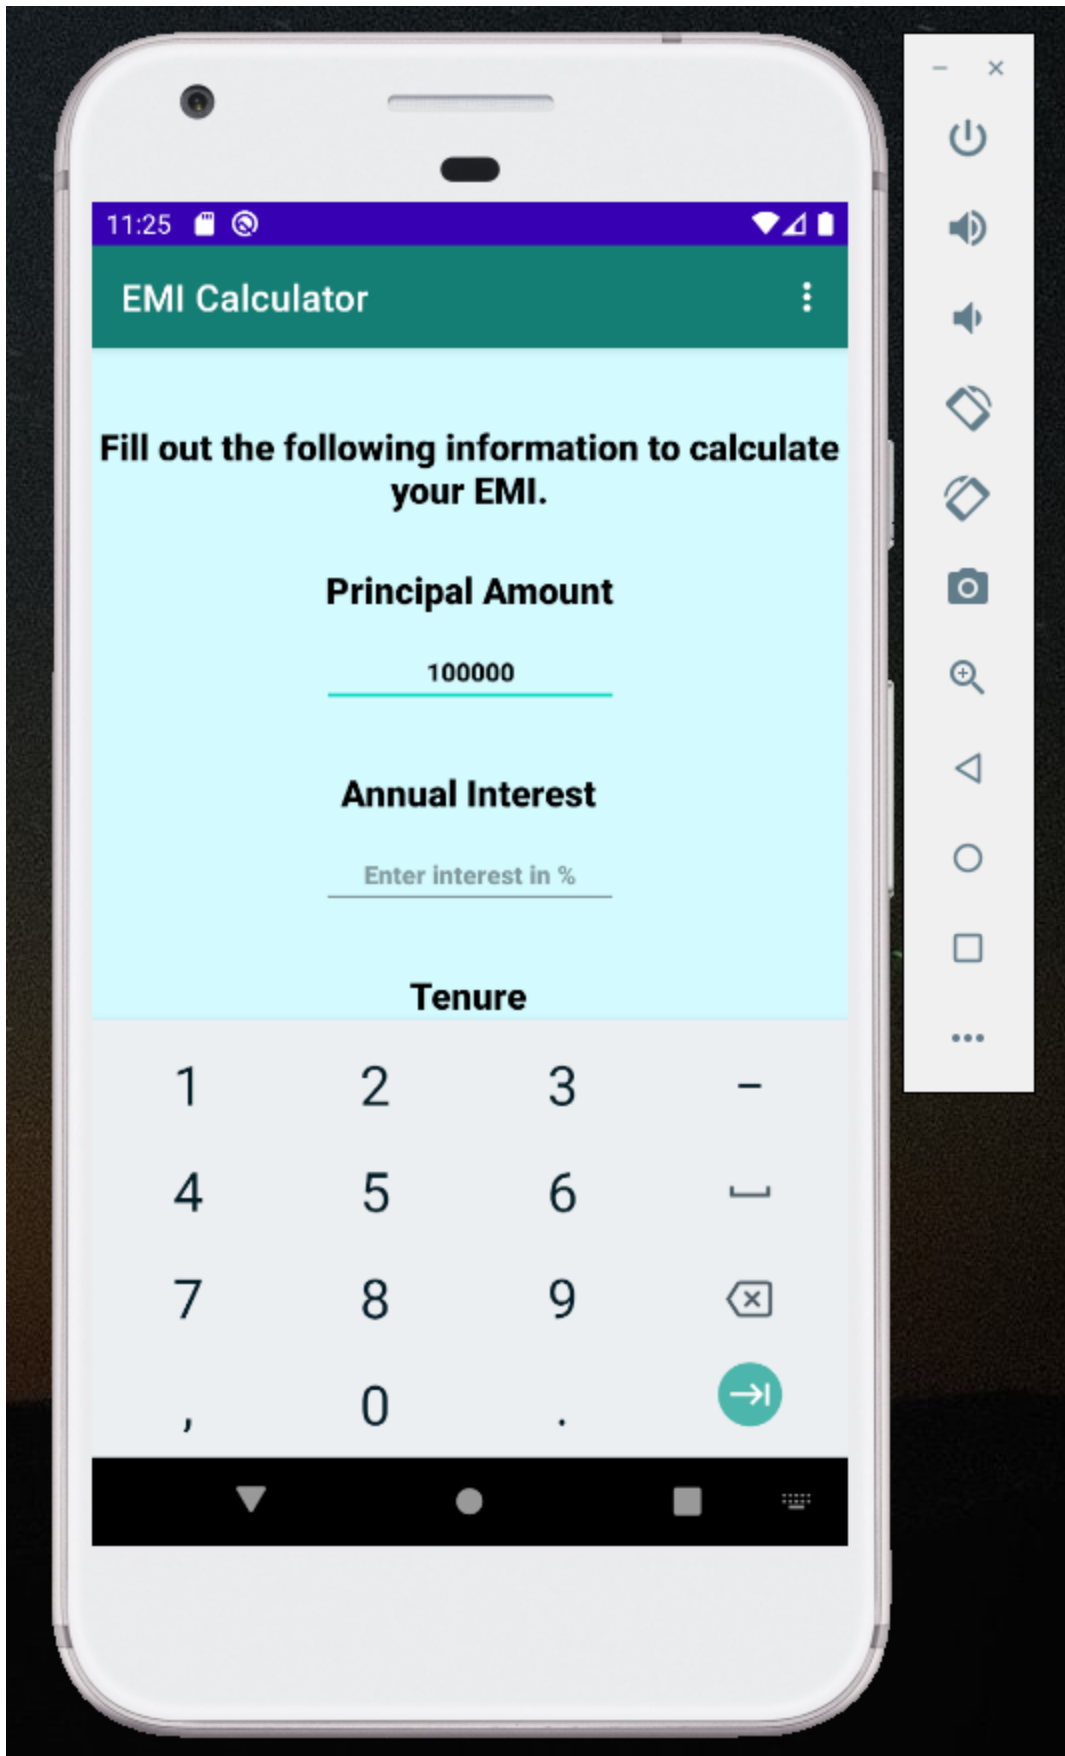 11:25
EMI Calculator
Fill out the following information to calculate
your EMI.
Principal Amount
100000
Annual Interest
Enter interest in %
Tenure
1 2 3 -
4 5 6
7 8 9
, 0 .